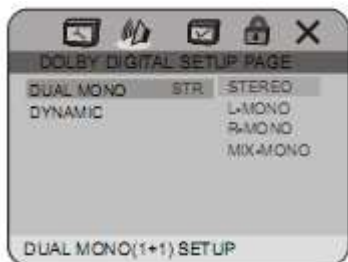 DOLBY DIGITAL SETUP PAGE
DUAL MONO STR STEREO
DYNAMIC L-MONO
R-MONO
MIX-MONO
DUAL MONO(1+1) SETUP